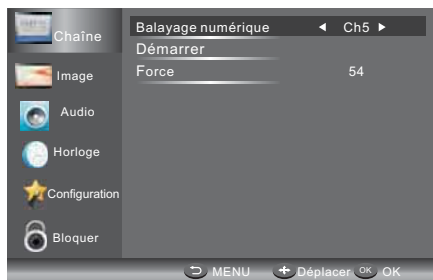 Chaîne
Image
Audio
Horloge
Configuration
Bloquer
Balayage numérique ◄ Ch5 ►
Démarrer
Force 54
MENU Déplacer OK OK